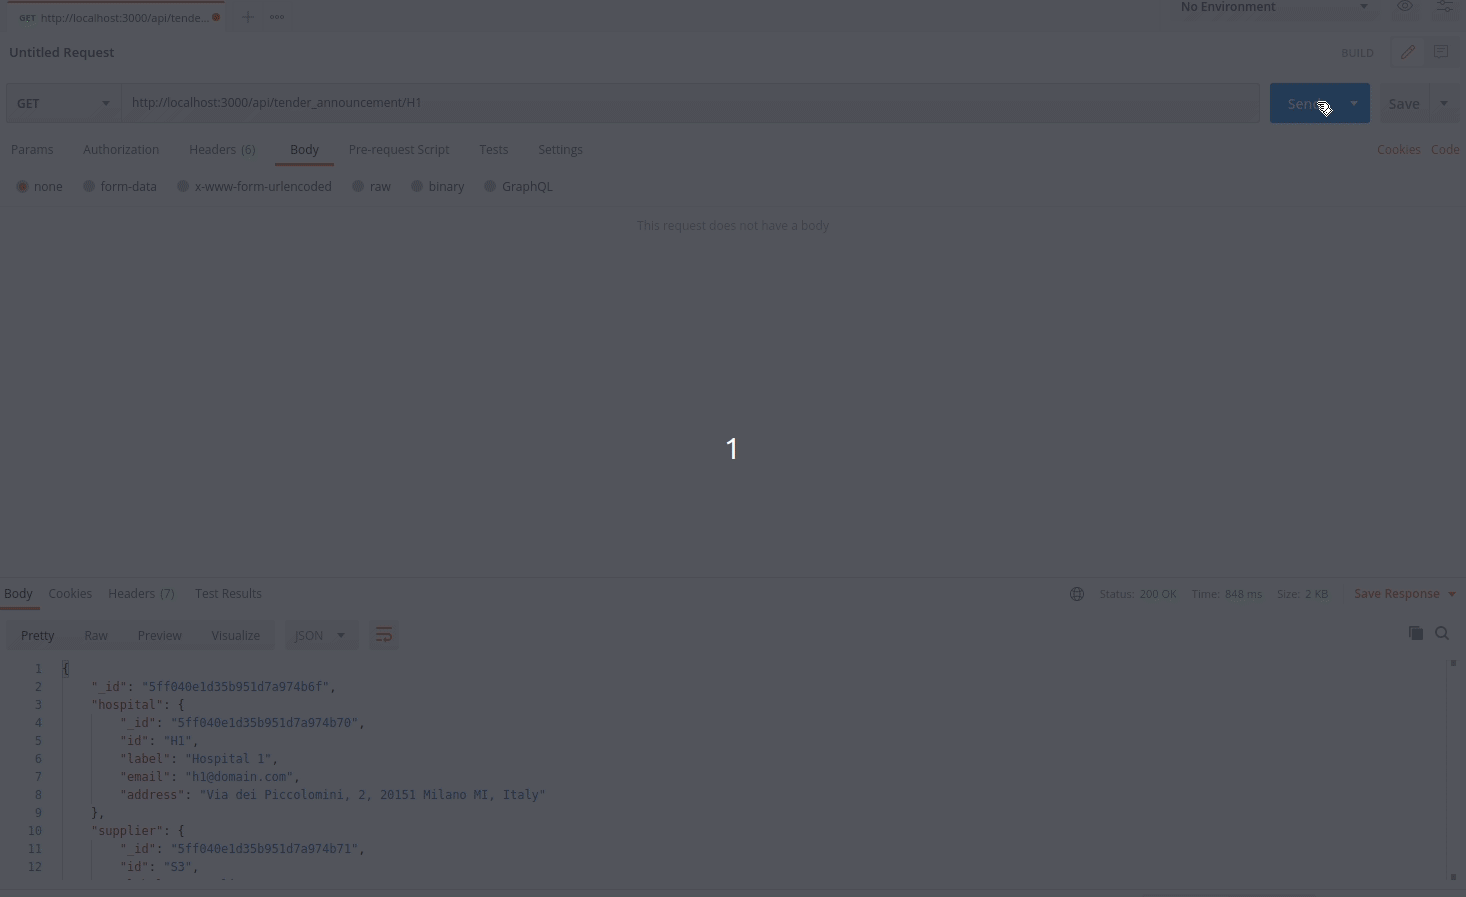 GET http://localhost:3000/api/tende...
No Environment
Untitled Request
BUILD
GET http://localhost:3000/api/tender_announcement/H1
Send
Save
Params Authorization Headers (6) Body Pre-request Script Tests Settings
Cookies Code
none form-data x-www-form-urlencoded raw binary GraphQL
This request does not have a body
1
Body Cookies Headers (7) Test Results
Status: 200 OK Time: 848 ms Size: 2 KB Save Response
Pretty Raw Preview Visualize JSON
1 {
2 "_id": "5ff040e1d35b951d7a974b6f",
3 "hospital": {
4 "_id": "5ff040e1d35b951d7a974b70",
5 "id": "H1",
6 "label": "Hospital 1",
7 "email": "h1@domain.com",
8 "address": "Via dei Piccolomini, 2, 20151 Milano MI, Italy"
9 },
10 "supplier": {
11 "_id": "5ff040e1d35b951d7a974b71",
12 "id": "S3",